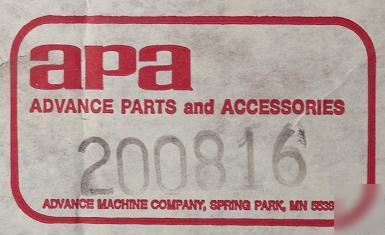 apa
ADVANCE PARTS and ACCESSORIES
200816
ADVANCE MACHINE COMPANY, SPRING PARK, MN